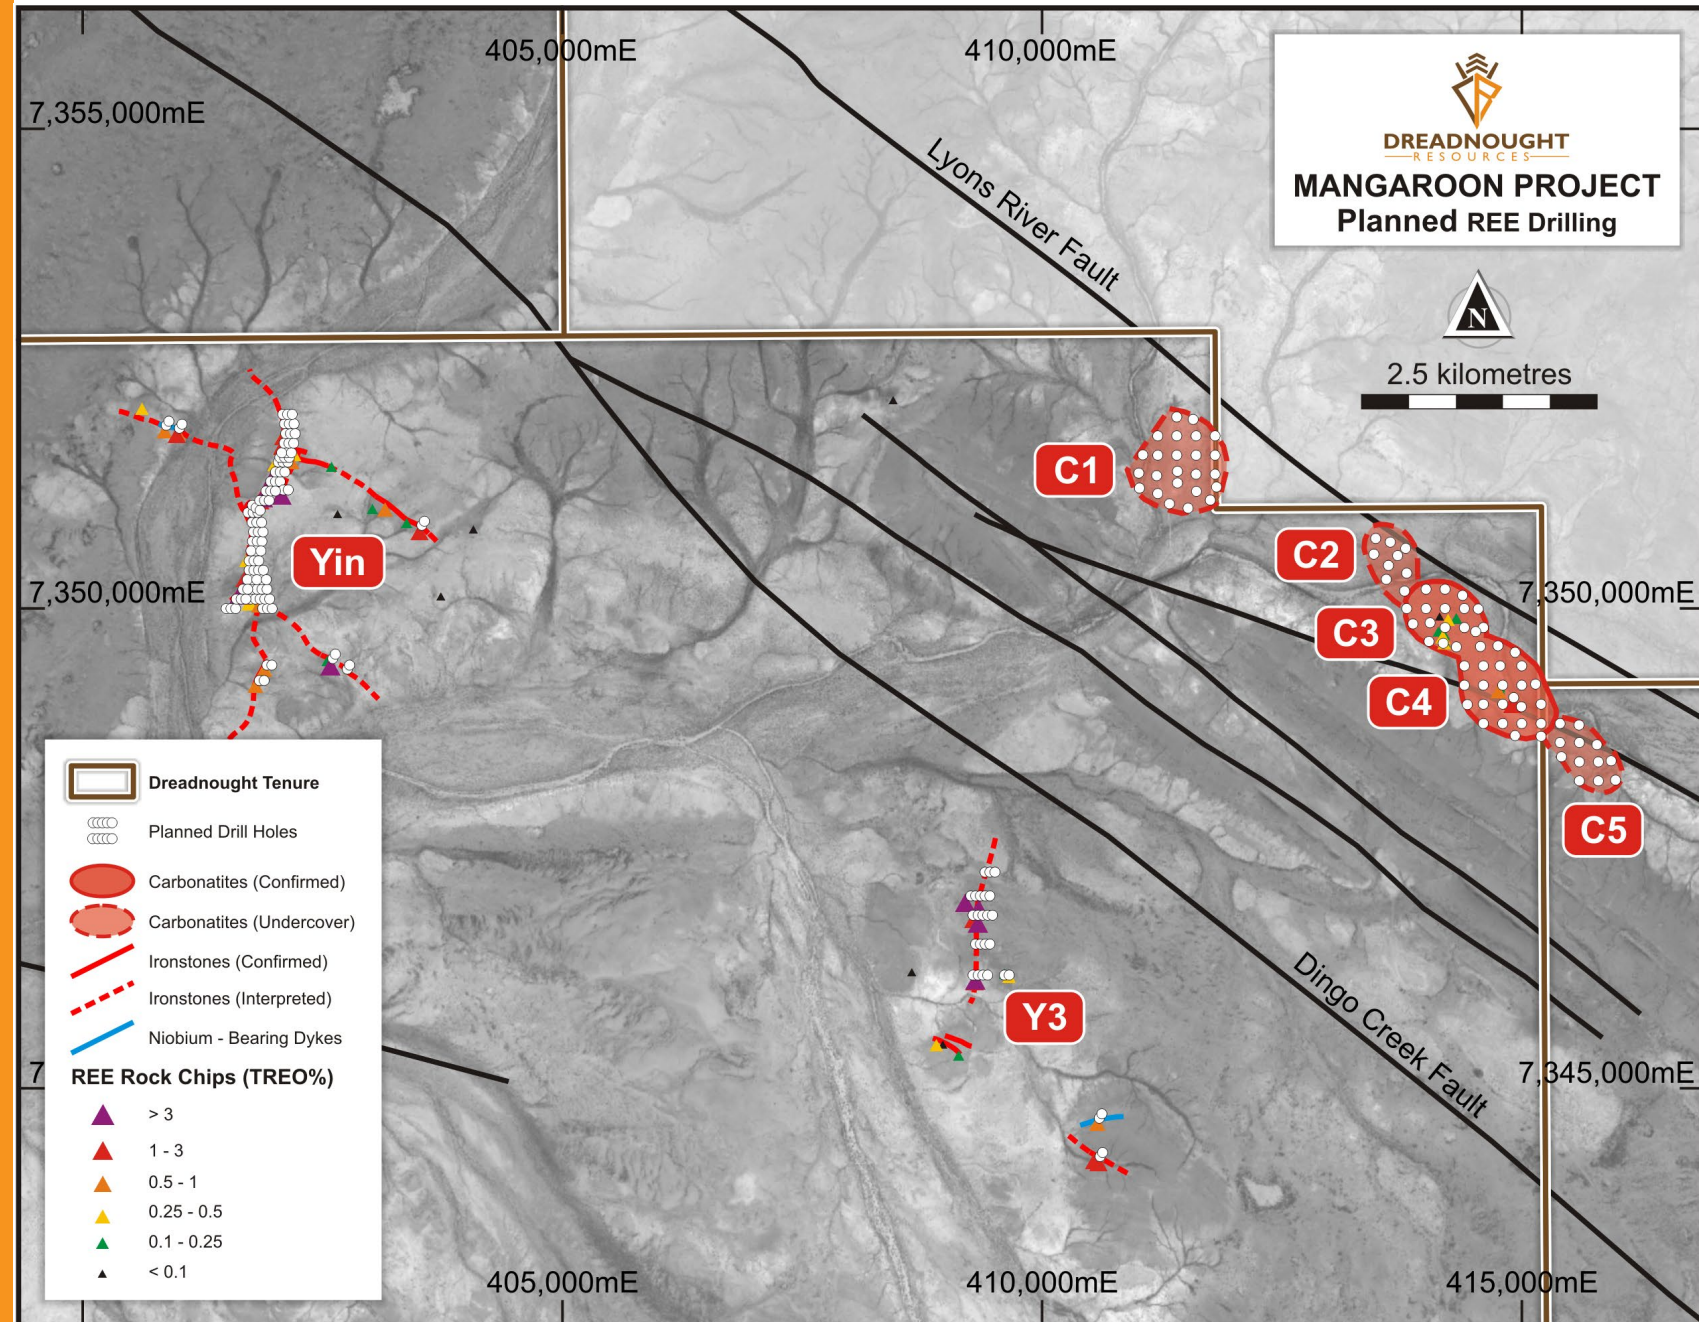 405,000mE
410,000mE
7,355,000mE
DREADNOUGHT
RESOURCES
MANGAROON PROJECT
Planned REE Drilling
Lyons River Fault
N
2.5 kilometres
C1
C2
Yin
7,350,000mE
7,350,000mE
C3
C4
C5
Dreadnought Tenure
Planned Drill Holes
Carbonatites (Confirmed)
Carbonatites (Undercover)
Ironstones (Confirmed)
Ironstones (Interpreted)
Niobium - Bearing Dykes
REE Rock Chips (TREO%)
> 3
1 - 3
0.5 - 1
0.25 - 0.5
0.1 - 0.25
< 0.1
Y3
Dingo Creek Fault
7
7,345,000mE
405,000mE
410,000mE
415,000mE